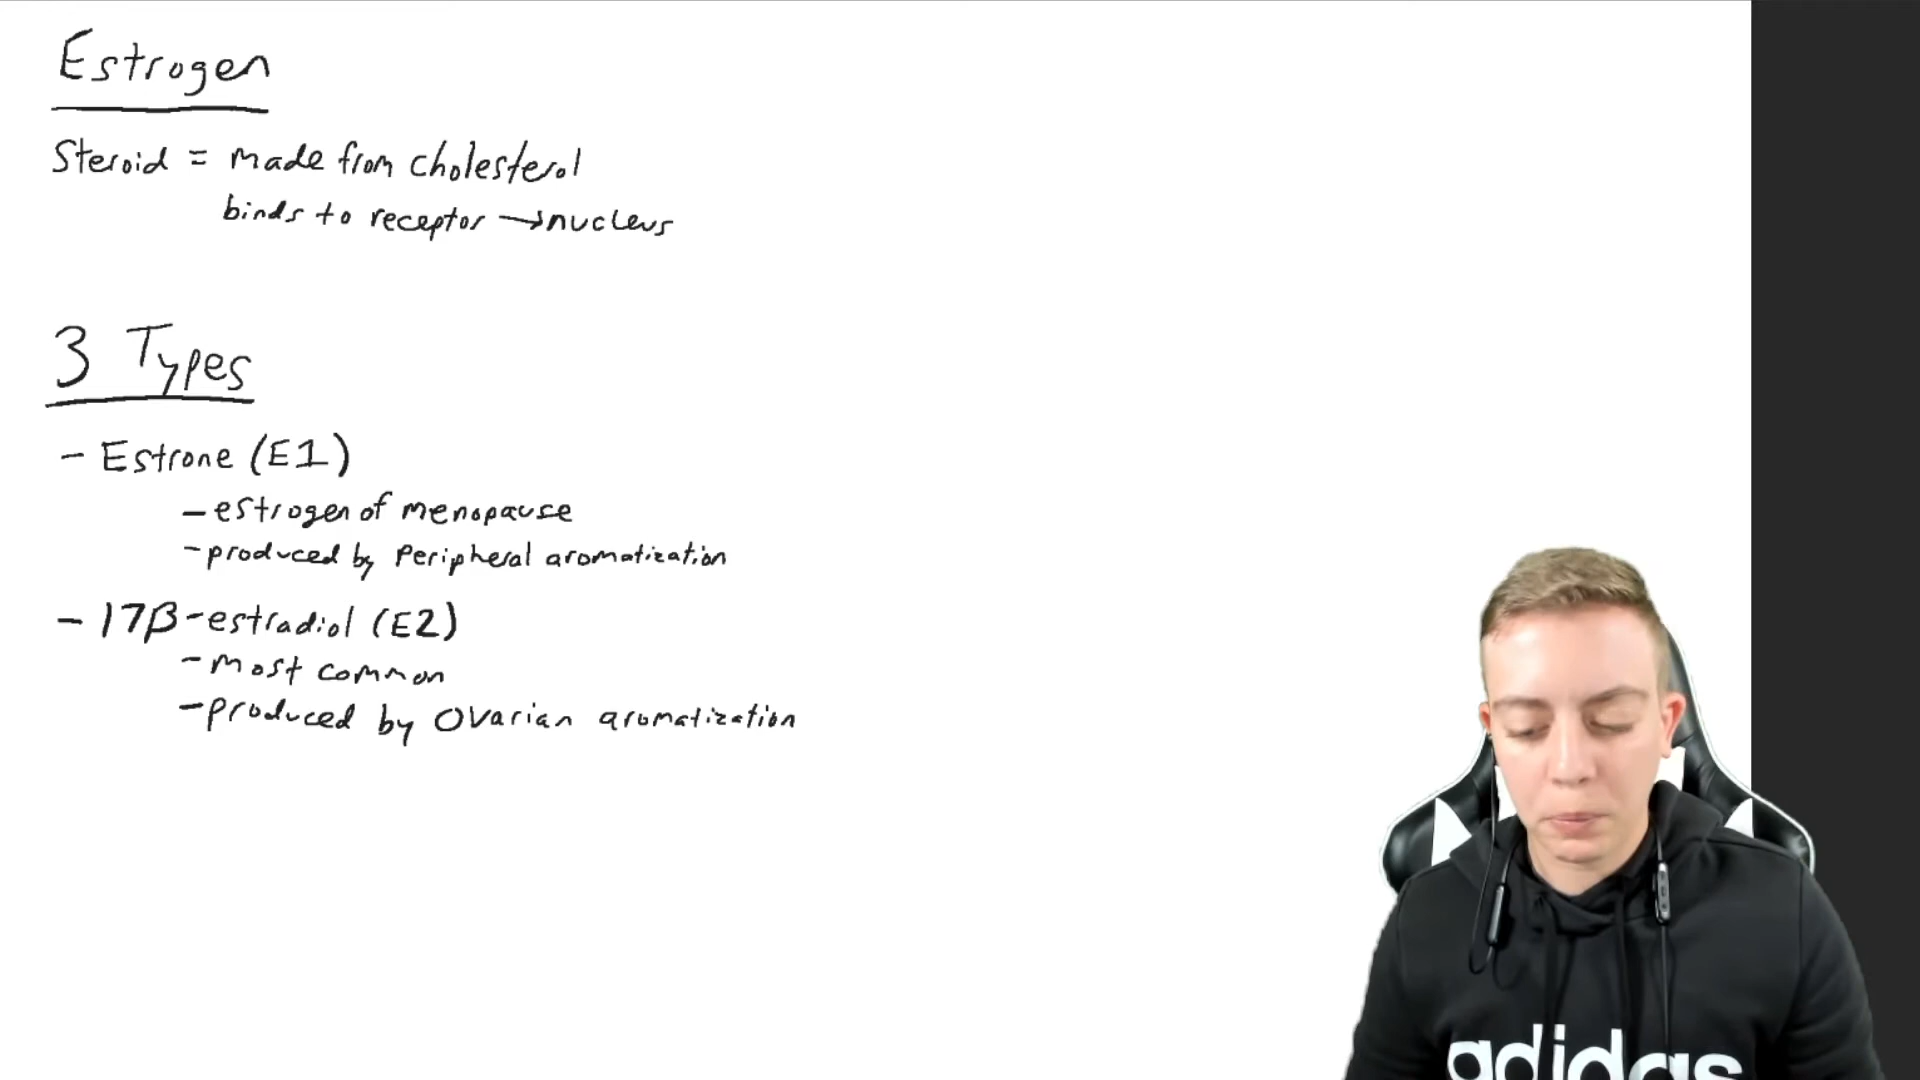 Estrogen
Steroid = made from cholesterol
binds to receptor → nucleus
3 Types
- Estrone (E1)
- estrogen of menopause
- produced by peripheral aromatization
- 17β-estradiol (E2)
- most common
- produced by ovarian aromatization
adidas